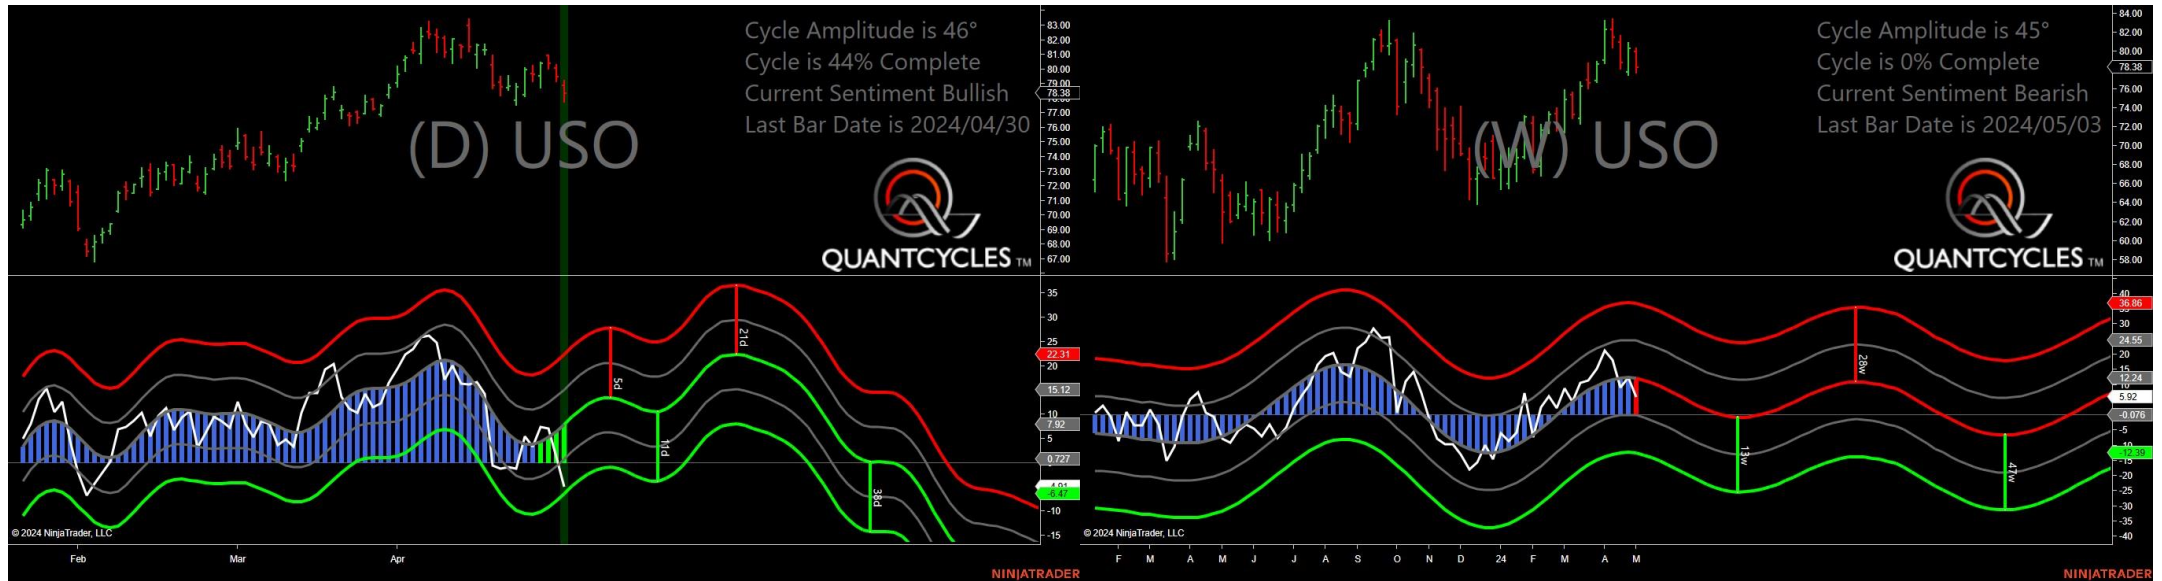 Cycle Amplitude is 46°
Cycle is 44% Complete
Current Sentiment Bullish
Last Bar Date is 2024/04/30
(D) USO
QUANTCYCLES TM
83.00
82.00
81.00
80.00
79.00
78.38
78.00
77.00
76.00
75.00
74.00
73.00
72.00
71.00
70.00
69.00
68.00
67.00
35
30
25
22.31
20
15.12
10
7.92
5
0.727
-4.91
-6.47
-10
-15
5d
11d
21d
38d
© 2024 NinjaTrader, LLC
Feb Mar Apr
NINJATRADER
Cycle Amplitude is 45°
Cycle is 0% Complete
Current Sentiment Bearish
Last Bar Date is 2024/05/03
(W) USO
QUANTCYCLES TM
84.00
82.00
80.00
78.38
76.00
74.00
72.00
70.00
68.00
66.00
64.00
62.00
60.00
58.00
40
36.86
30
24.55
20
15
12.24
10
5.92
-0.076
-5
-10
-12.39
-15
-20
-25
-30
-35
-40
13w
28w
47w
© 2024 NinjaTrader, LLC
F M A M J J A S O N D 24 F M A M
NINJATRADER